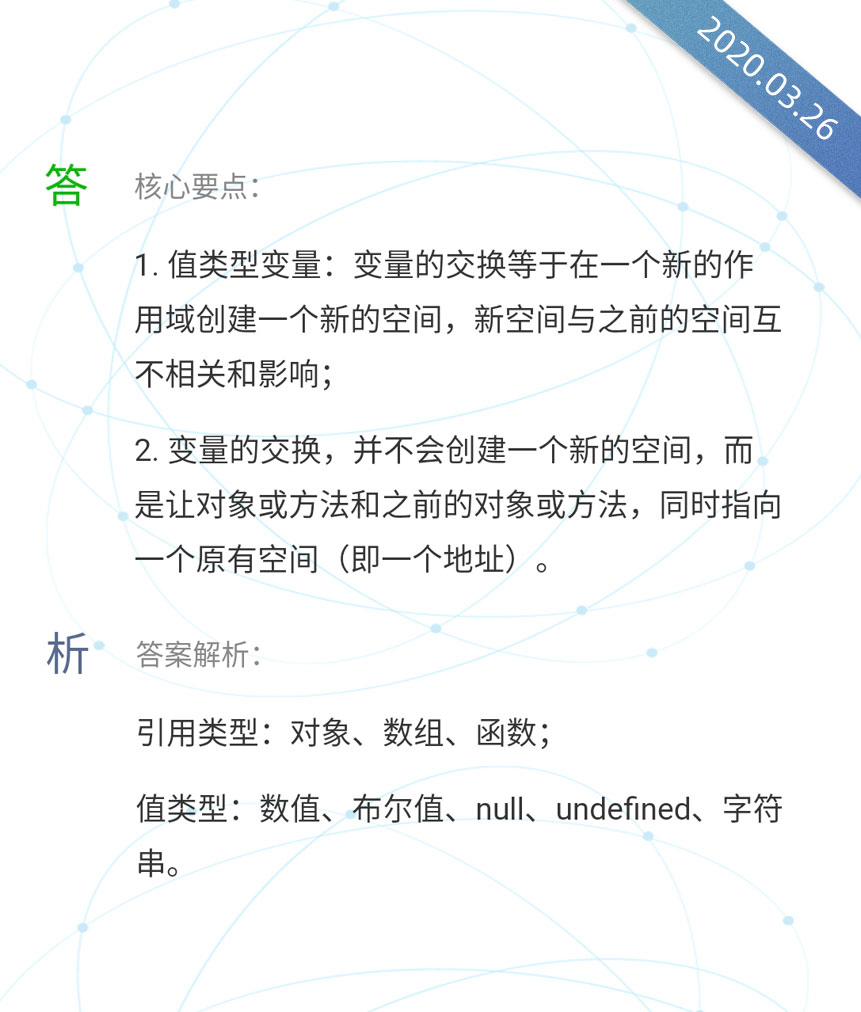 2020.03.26
答
核心要点：
1. 值类型变量：变量的交换等于在一个新的作
用域创建一个新的空间，新空间与之前的空间互
不相关和影响；
2. 变量的交换，并不会创建一个新的空间，而
是让对象或方法和之前的对象或方法，同时指向
一个原有空间（即一个地址）。
析
答案解析：
引用类型：对象、数组、函数；
值类型：数值、布尔值、null、undefined、字符
串。